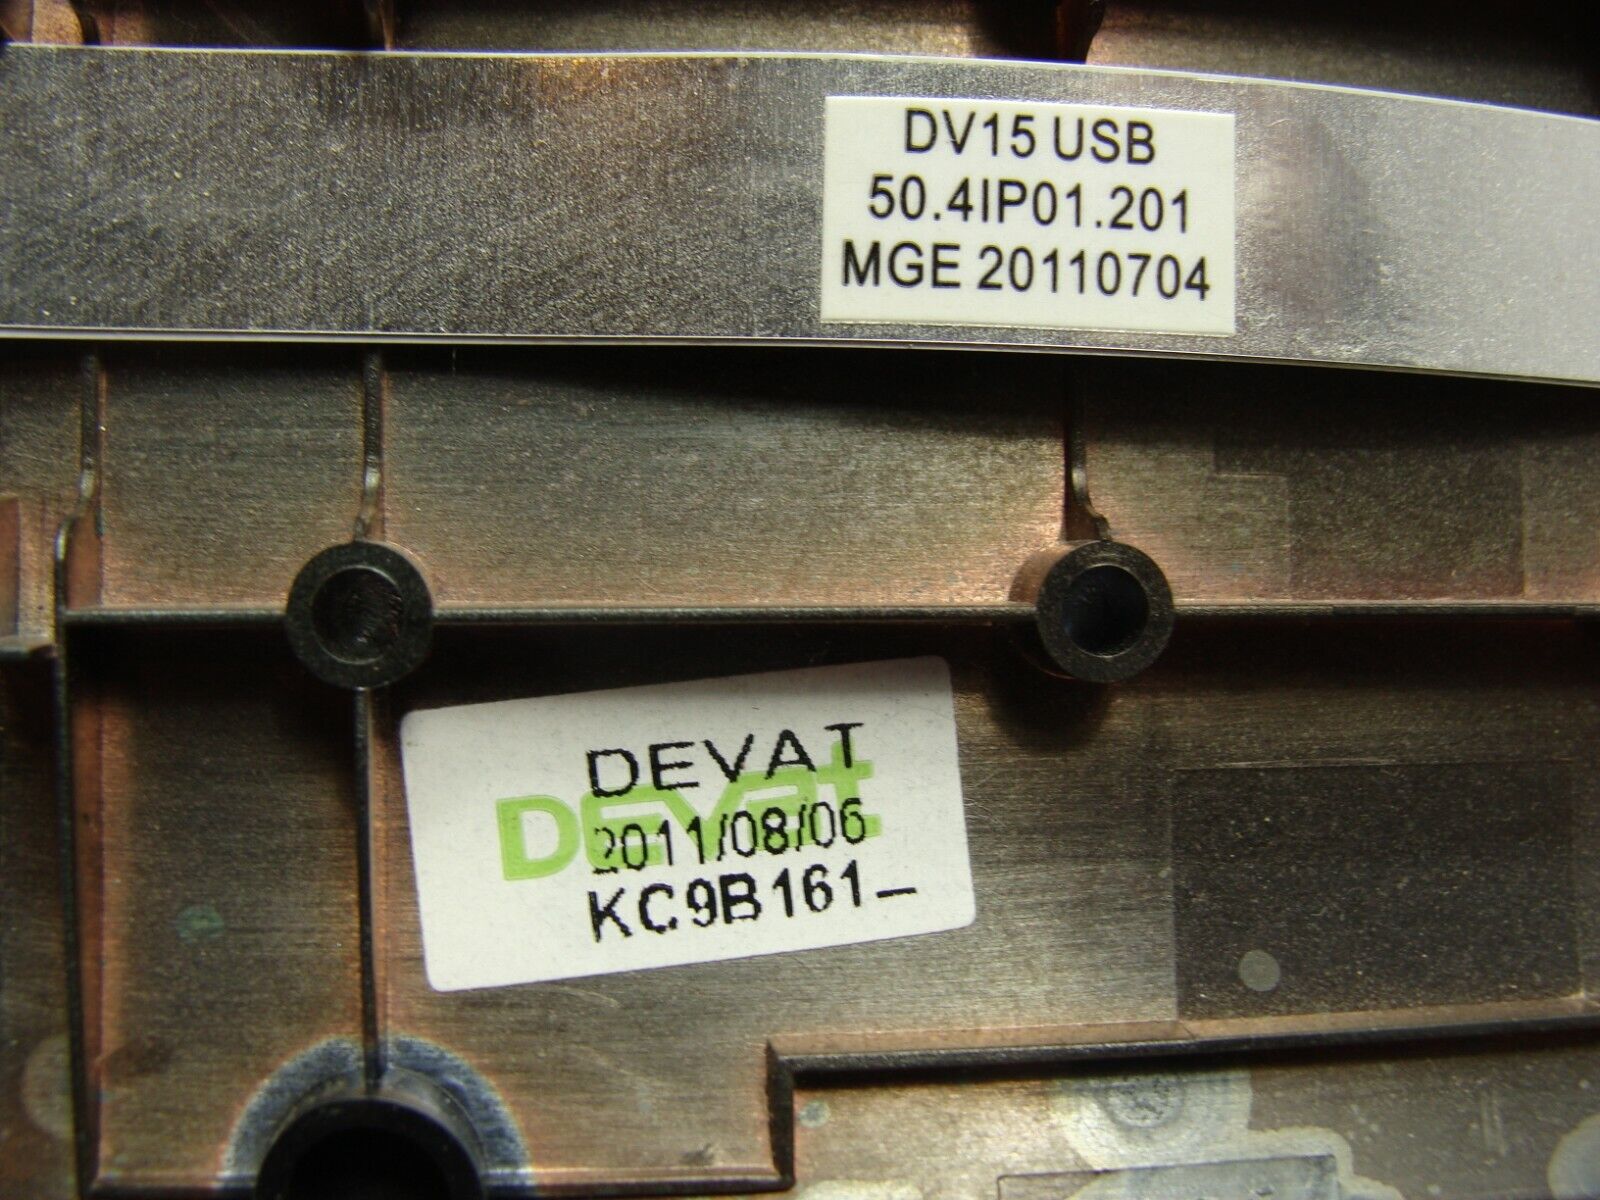 DV15 USB
50.4IP01.201
MGE 20110704
DEVAT
Devat
2011/08/06
KC9B161-